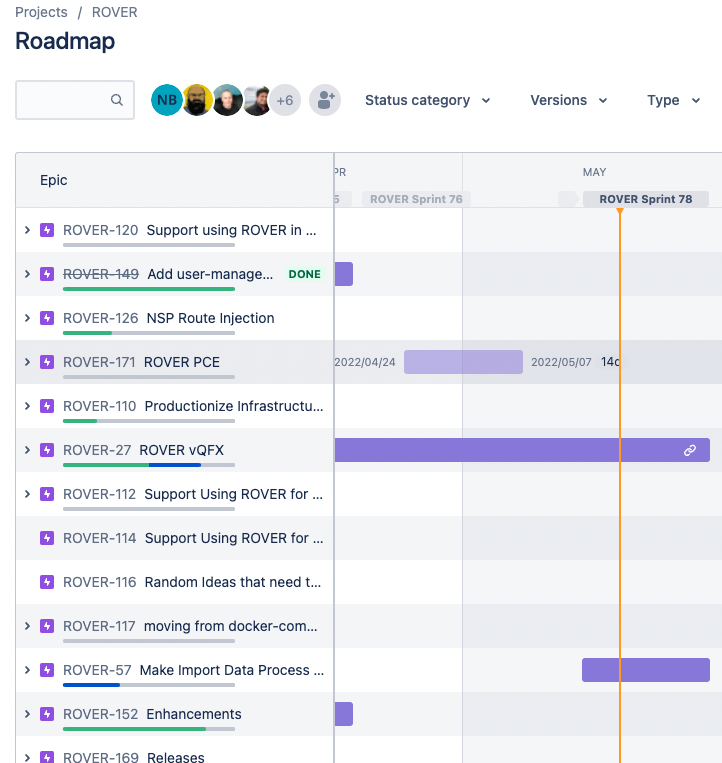 Projects / ROVER
Roadmap
NB +6 Status category Versions Type
Epic
PR MAY
5 ROVER Sprint 76 ROVER Sprint 78
ROVER-120 Support using ROVER in ...
ROVER-149 Add user-manage... DONE
ROVER-126 NSP Route Injection
ROVER-171 ROVER PCE 2022/04/24 2022/05/07 14d
ROVER-110 Productionize Infrastructu...
ROVER-27 ROVER vQFX
ROVER-112 Support Using ROVER for ...
ROVER-114 Support Using ROVER for ...
ROVER-116 Random Ideas that need t...
ROVER-117 moving from docker-com...
ROVER-57 Make Import Data Process ...
ROVER-152 Enhancements
ROVER-169 Releases